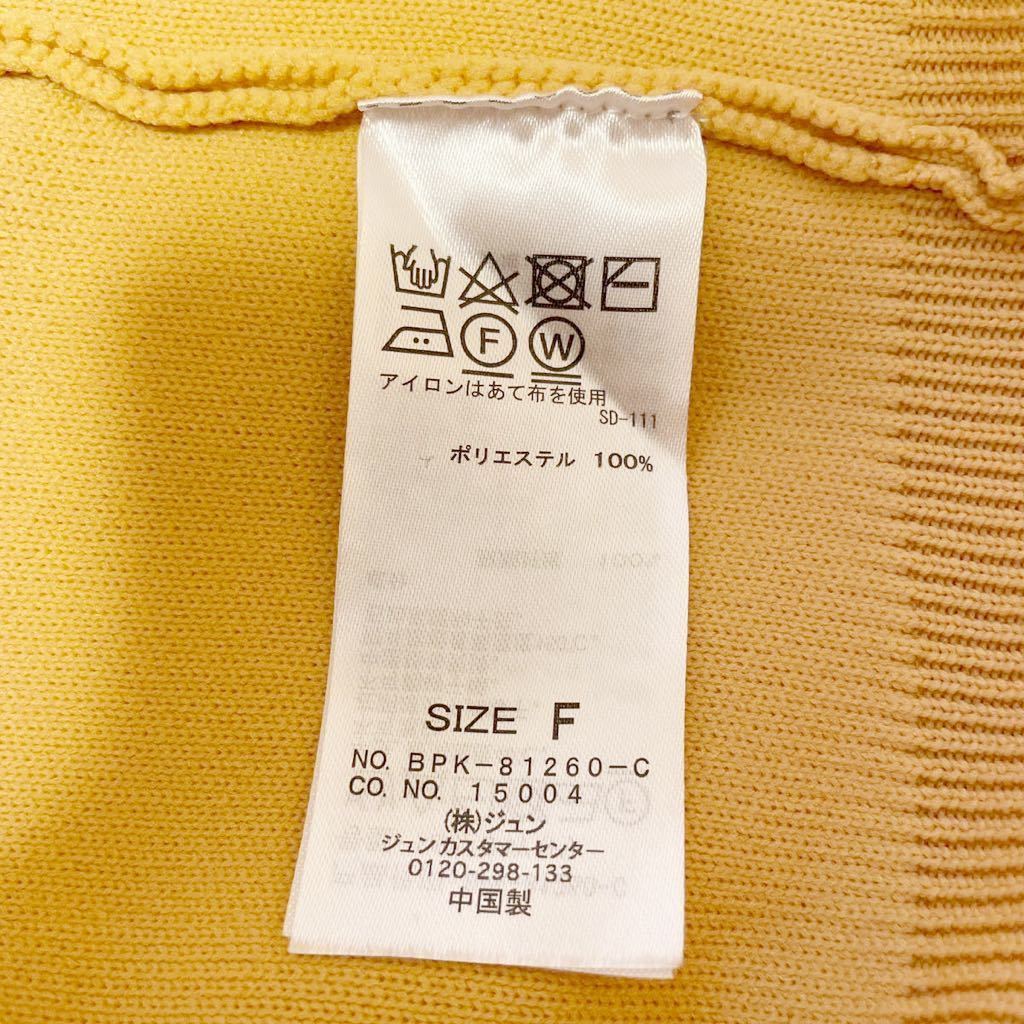 F W
アイロンはあて布を使用
SD-111
ポリエステル 100%
SIZE F
NO. BPK-81260-C
CO. NO. 15004
(株)ジュン
ジュンカスタマーセンター
0120-298-133
中国製